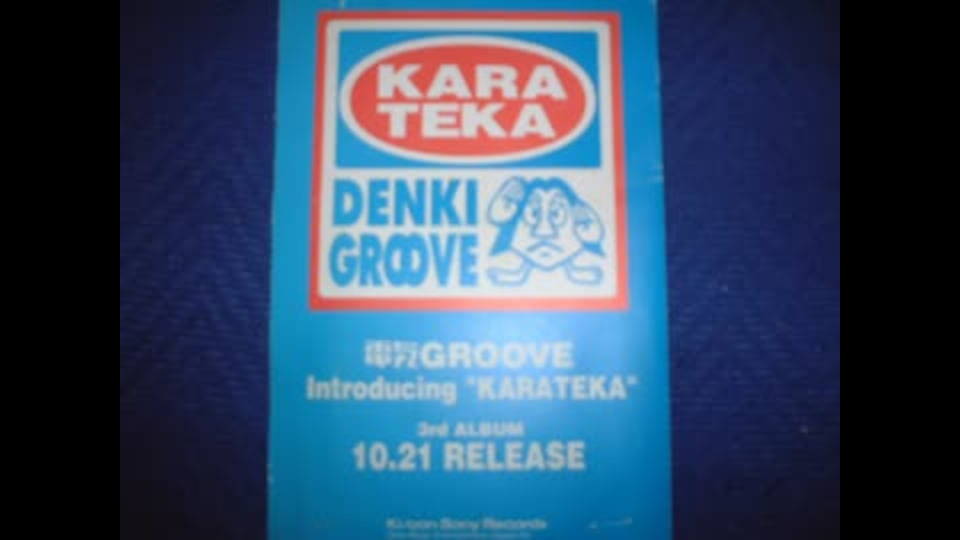 KARA
TEKA
DENKI
GROOVE
電気GROOVE
Introducing "KARATEKA"
3rd ALBUM
10.21 RELEASE
Ki/oon Sony Records